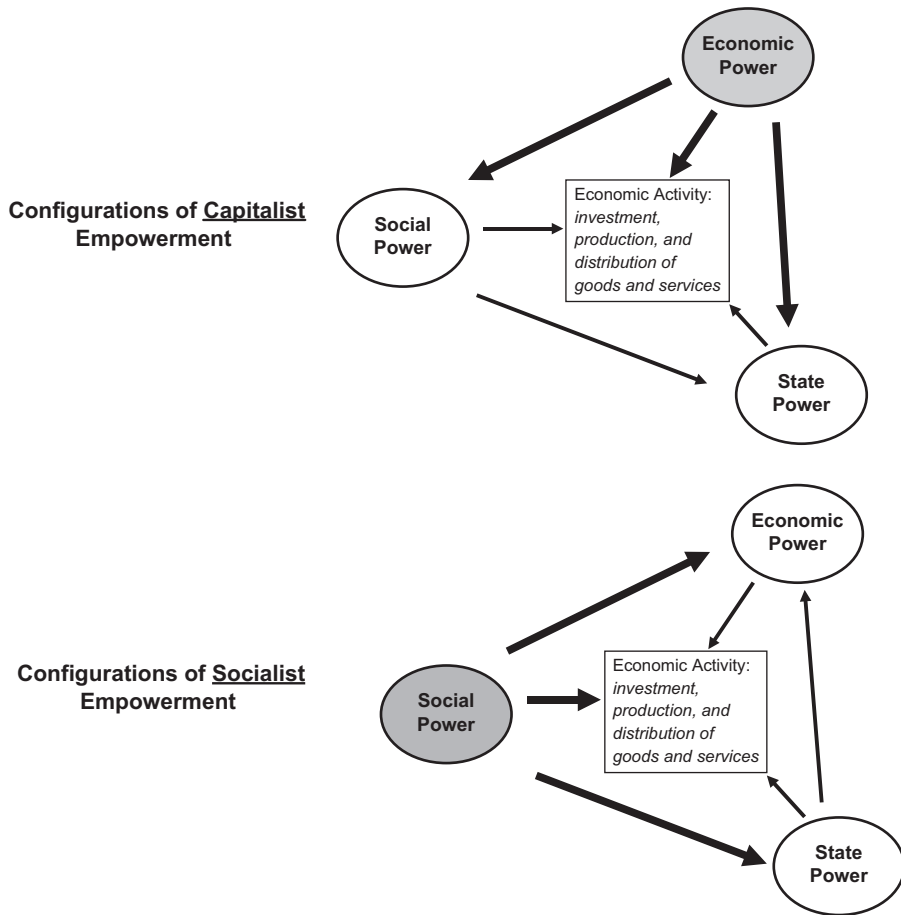 Economic
Power
Configurations of Capitalist
Empowerment
Social
Power
Economic Activity:
investment,
production, and
distribution of
goods and services
State
Power
Economic
Power
Configurations of Socialist
Empowerment
Social
Power
Economic Activity:
investment,
production, and
distribution of
goods and services
State
Power